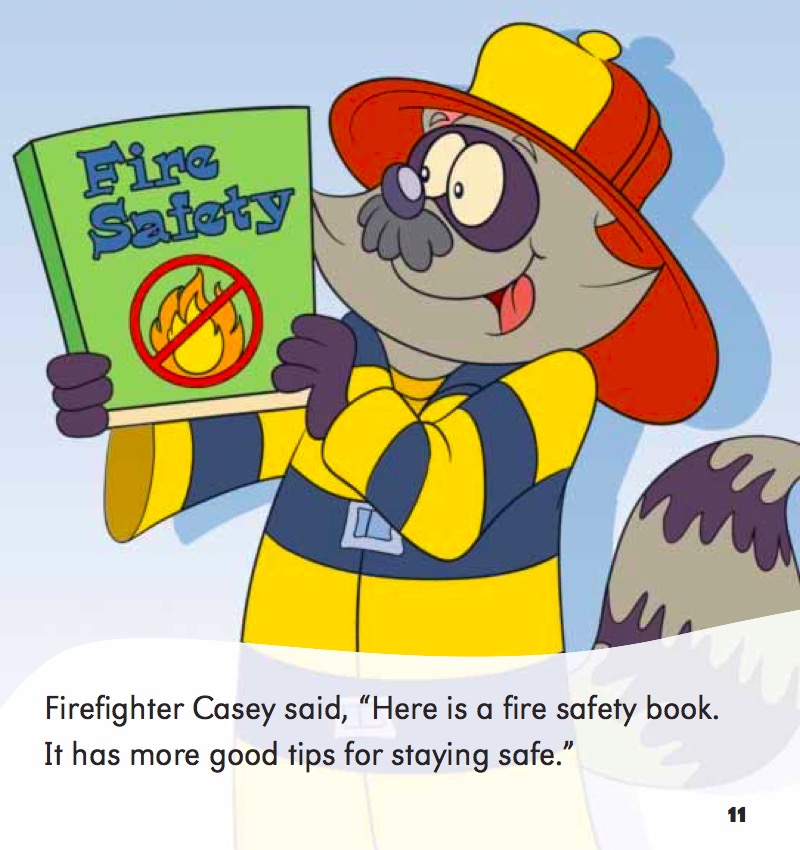 Fire
Safety
Firefighter Casey said, “Here is a fire safety book.
It has more good tips for staying safe.”
11